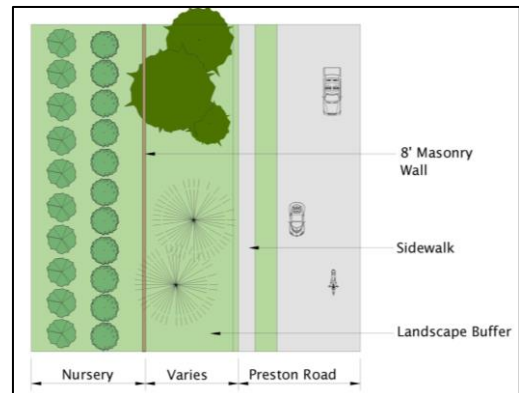 8' Masonry
Wall
Sidewalk
Landscape Buffer
Nursery
Varies
Preston Road